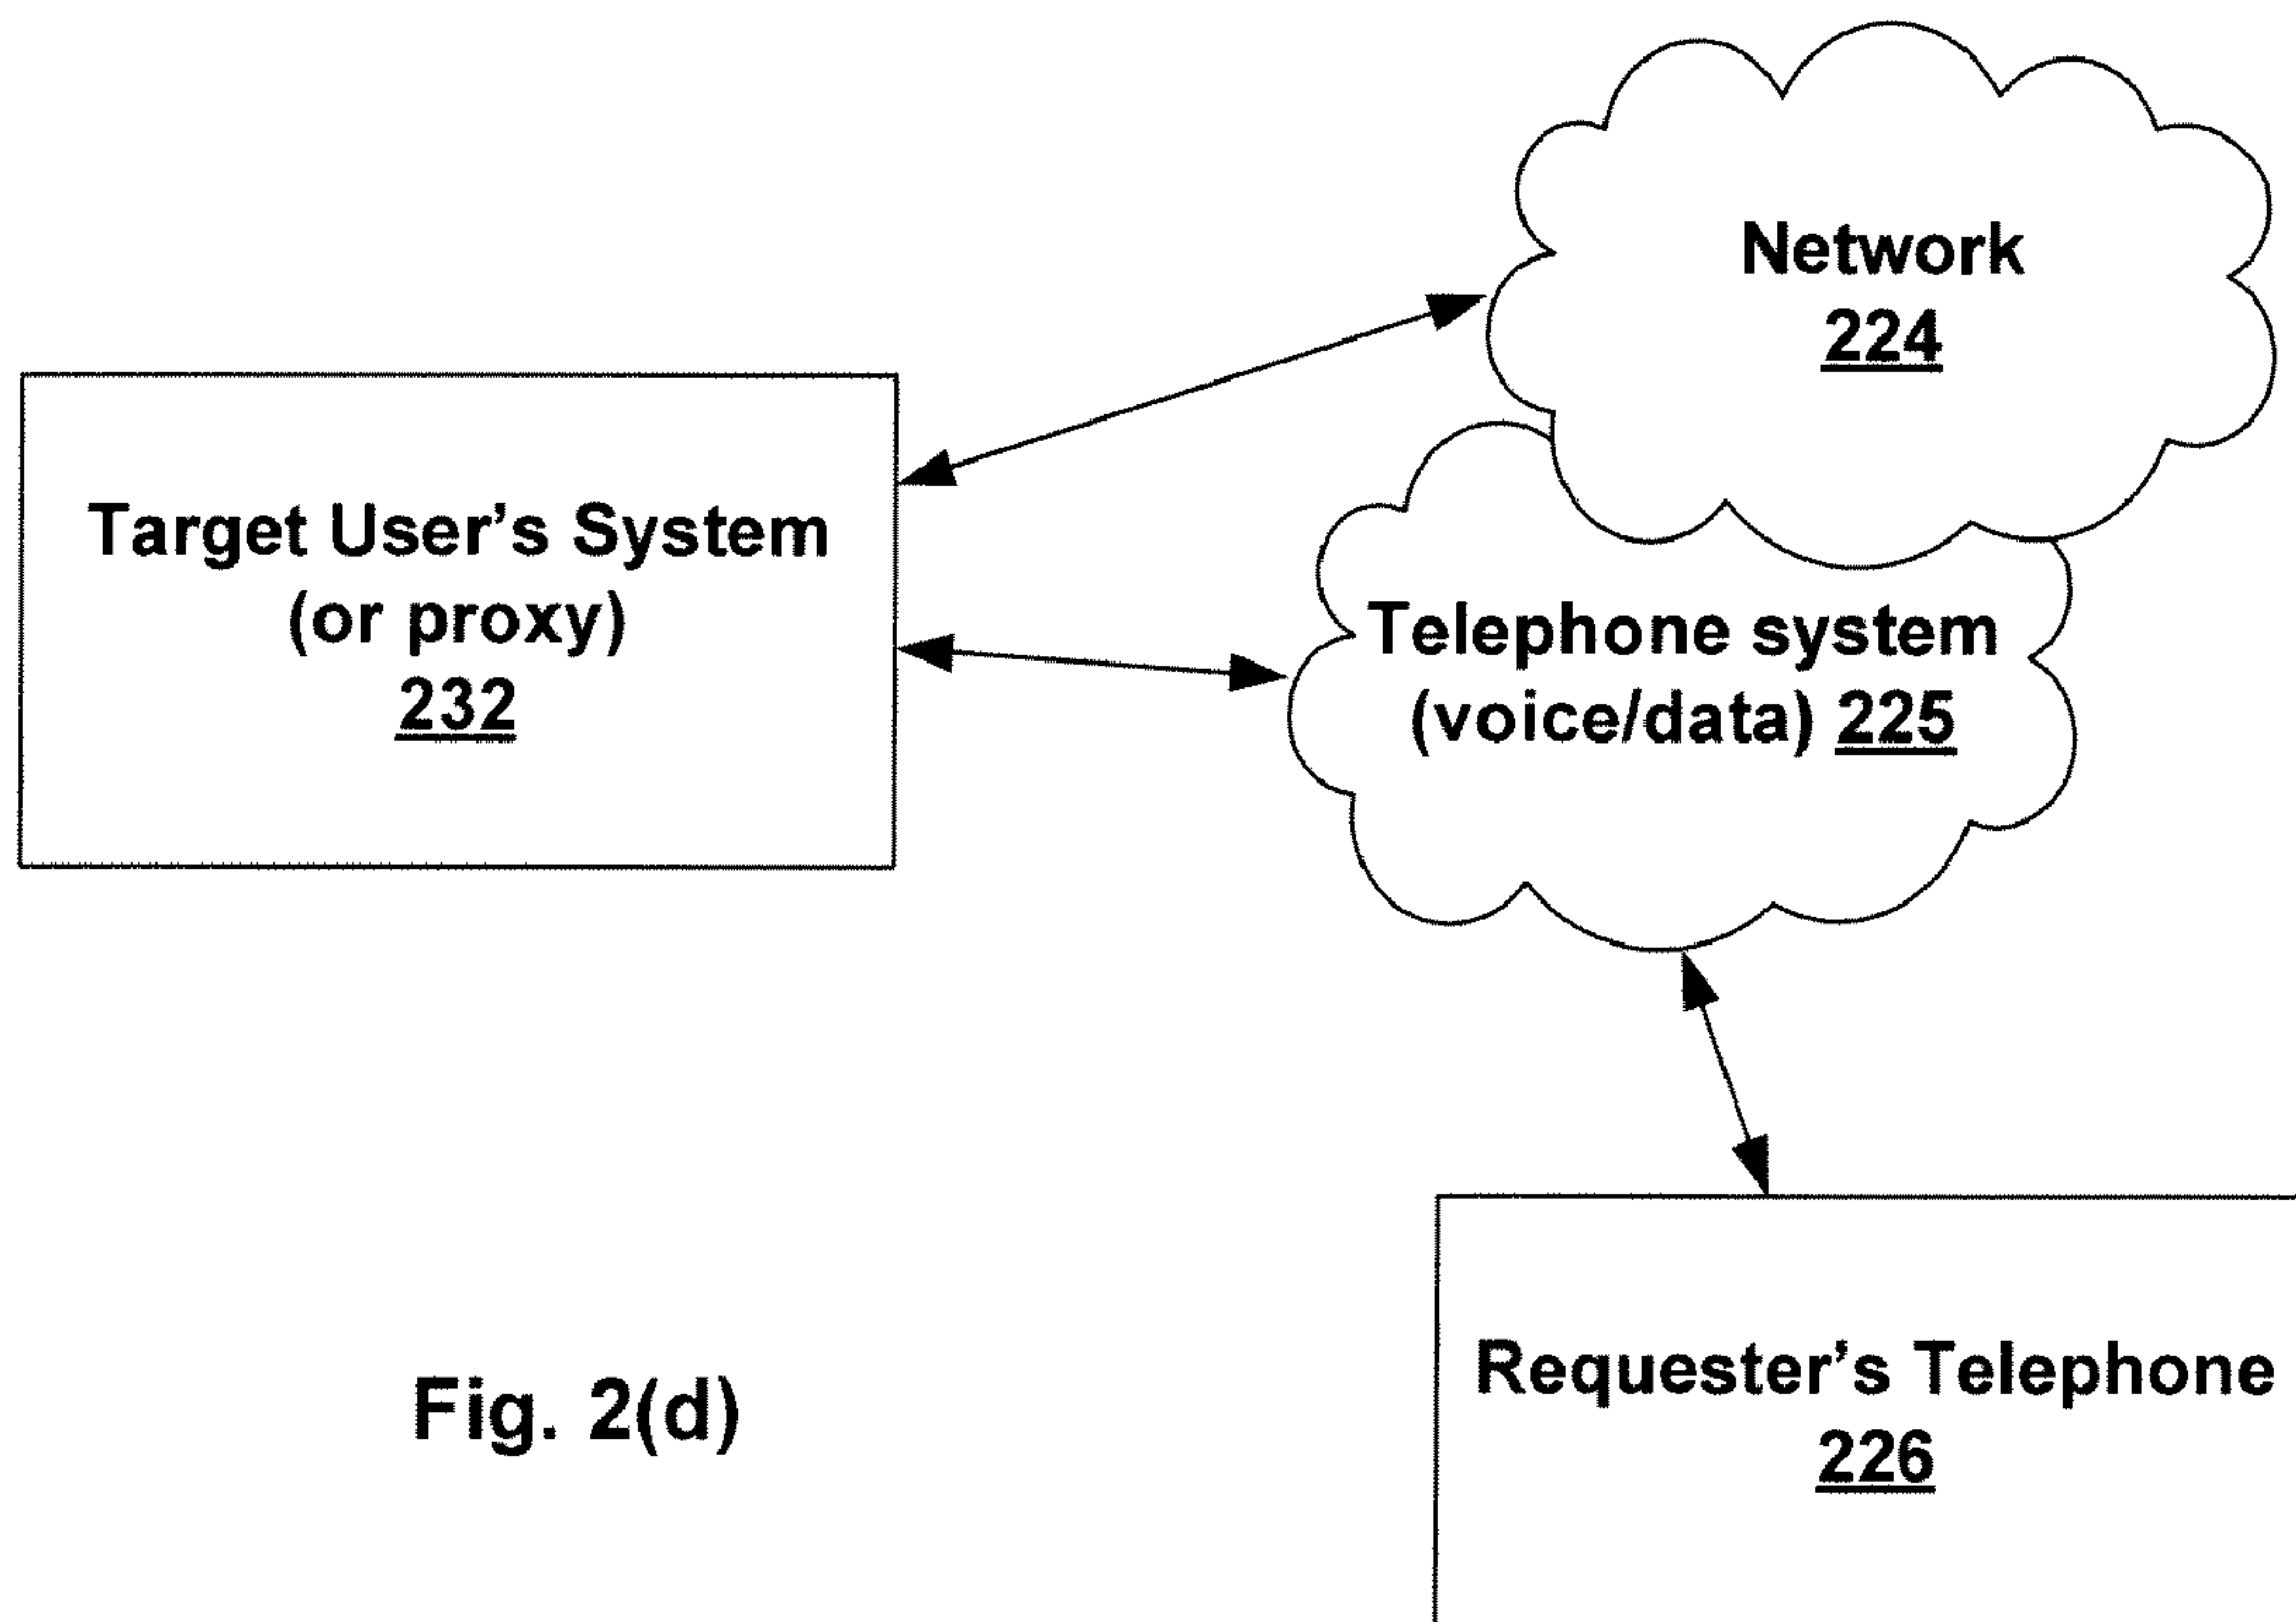 Network
224
Target User's System
(or proxy)
232
Telephone system
(voice/data) 225
Requester's Telephone
226
Fig. 2(d)